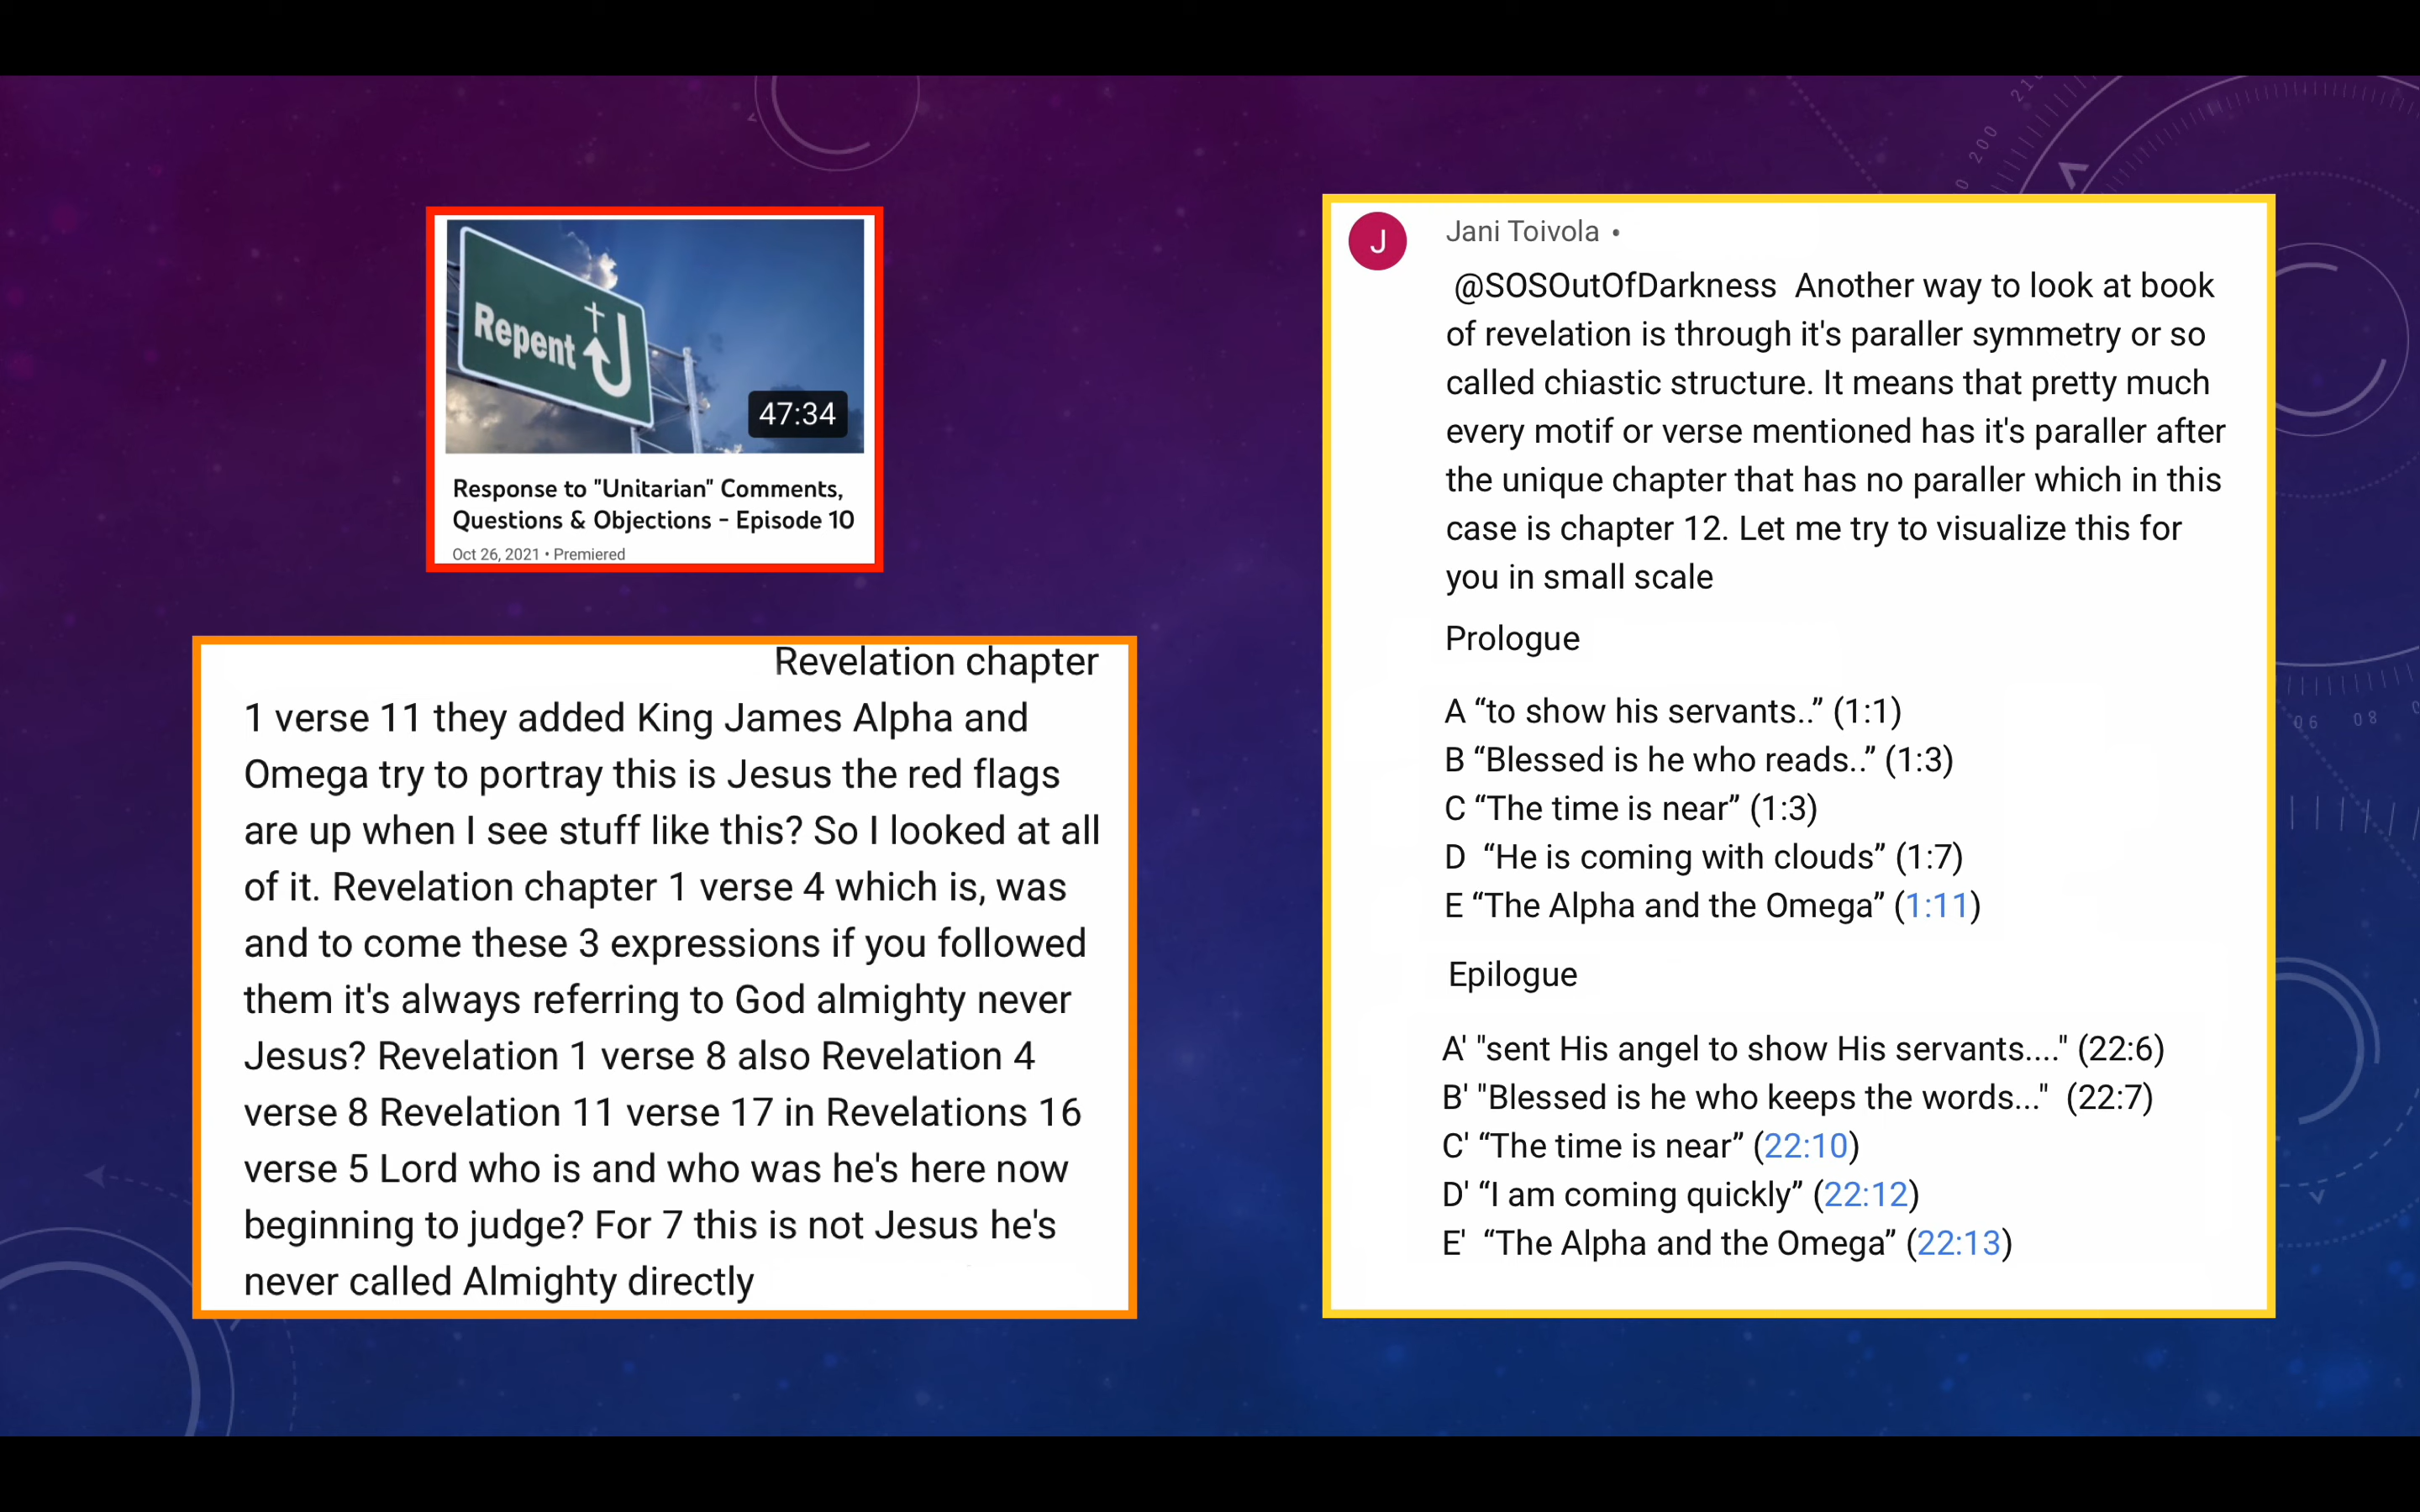 Repent
47:34
Response to "Unitarian" Comments,
Questions & Objections - Episode 10
Oct 26, 2021 • Premiered
Revelation chapter
1 verse 11 they added King James Alpha and
Omega try to portray this is Jesus the red flags
are up when I see stuff like this? So I looked at all
of it. Revelation chapter 1 verse 4 which is, was
and to come these 3 expressions if you followed
them it's always referring to God almighty never
Jesus? Revelation 1 verse 8 also Revelation 4
verse 8 Revelation 11 verse 17 in Revelations 16
verse 5 Lord who is and who was he's here now
beginning to judge? For 7 this is not Jesus he's
never called Almighty directly
J
Jani Toivola •
@SOSOutOfDarkness Another way to look at book
of revelation is through it's paraller symmetry or so
called chiastic structure. It means that pretty much
every motif or verse mentioned has it's paraller after
the unique chapter that has no paraller which in this
case is chapter 12. Let me try to visualize this for
you in small scale
Prologue
A “to show his servants..” (1:1)
B “Blessed is he who reads..” (1:3)
C “The time is near” (1:3)
D “He is coming with clouds” (1:7)
E “The Alpha and the Omega” (1:11)
Epilogue
A' "sent His angel to show His servants...." (22:6)
B' "Blessed is he who keeps the words..." (22:7)
C' “The time is near” (22:10)
D' “I am coming quickly” (22:12)
E' “The Alpha and the Omega” (22:13)
200